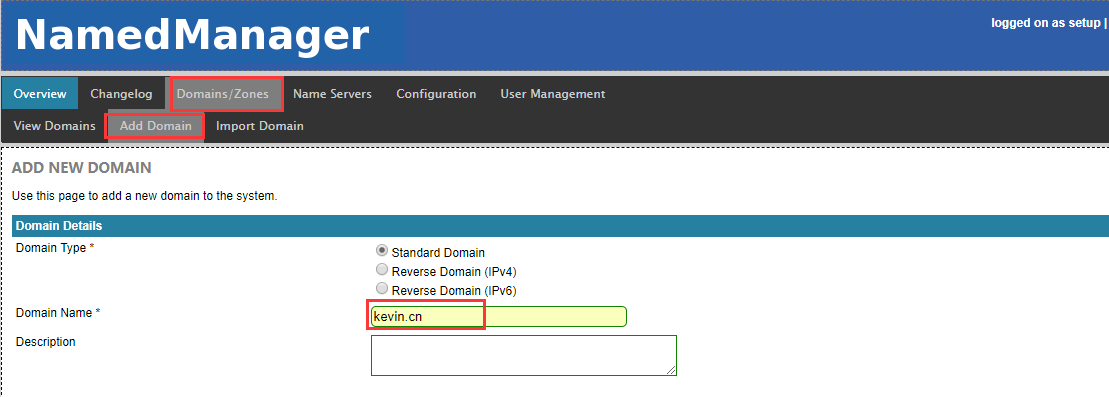 NamedManager
logged on as setup |
Overview Changelog Domains/Zones Name Servers Configuration User Management
View Domains Add Domain Import Domain
ADD NEW DOMAIN
Use this page to add a new domain to the system.
Domain Details
Domain Type *
Standard Domain
Reverse Domain (IPv4)
Reverse Domain (IPv6)
Domain Name *
kevin.cn
Description